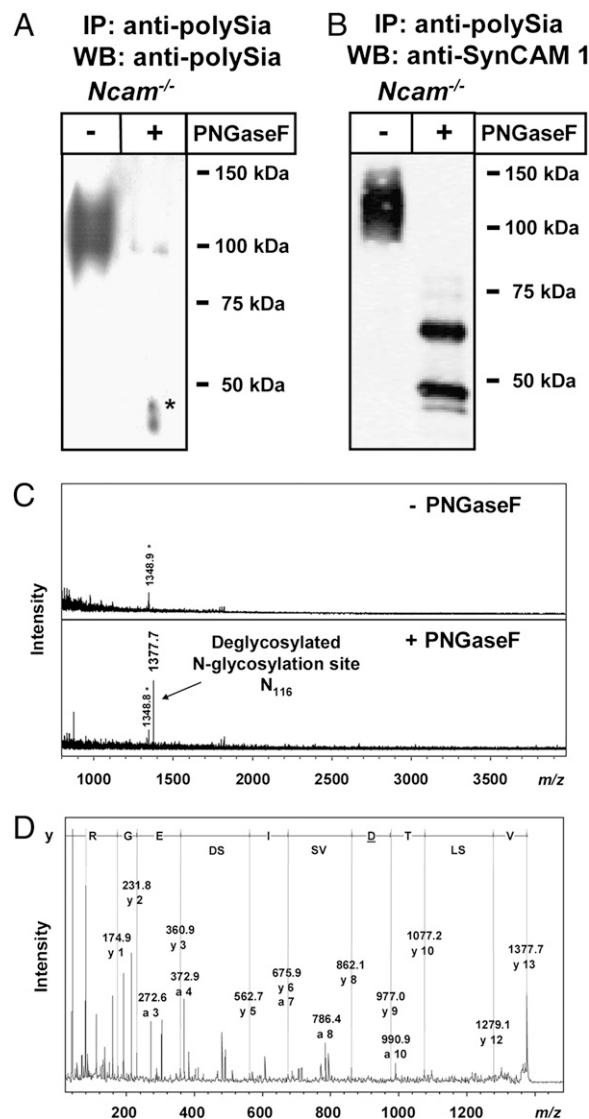 A
IP: anti-polySia
WB: anti-polySia
Ncam-/-
- + PNGaseF
150 kDa
100 kDa
75 kDa
50 kDa
*
B
IP: anti-polySia
WB: anti-SynCAM 1
Ncam-/-
- + PNGaseF
150 kDa
100 kDa
75 kDa
50 kDa
C
- PNGaseF
1348.9 *
+ PNGaseF
Deglycosylated
N-glycosylation site
N116
1348.8 *
1377.7
Intensity
1000 1500 2000 2500 3000 3500 m/z
D
y R G E DS I SV D T LS V
174.9
y 1
231.8
y 2
272.6
a 3
360.9
y 3
372.9
a 4
562.7
y 5
675.9
y 6
a 7
786.4
a 8
862.1
y 8
977.0
y 9
990.9
a 10
1077.2
y 10
1279.1
y 12
1377.7
y 13
Intensity
200 400 600 800 1000 1200 m/z